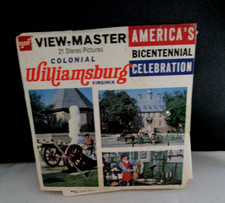 VIEW-MASTER
21 Stereo Pictures
COLONIAL
Williamsburg
VIRGINIA
AMERICA'S
BICENTENNIAL
CELEBRATION